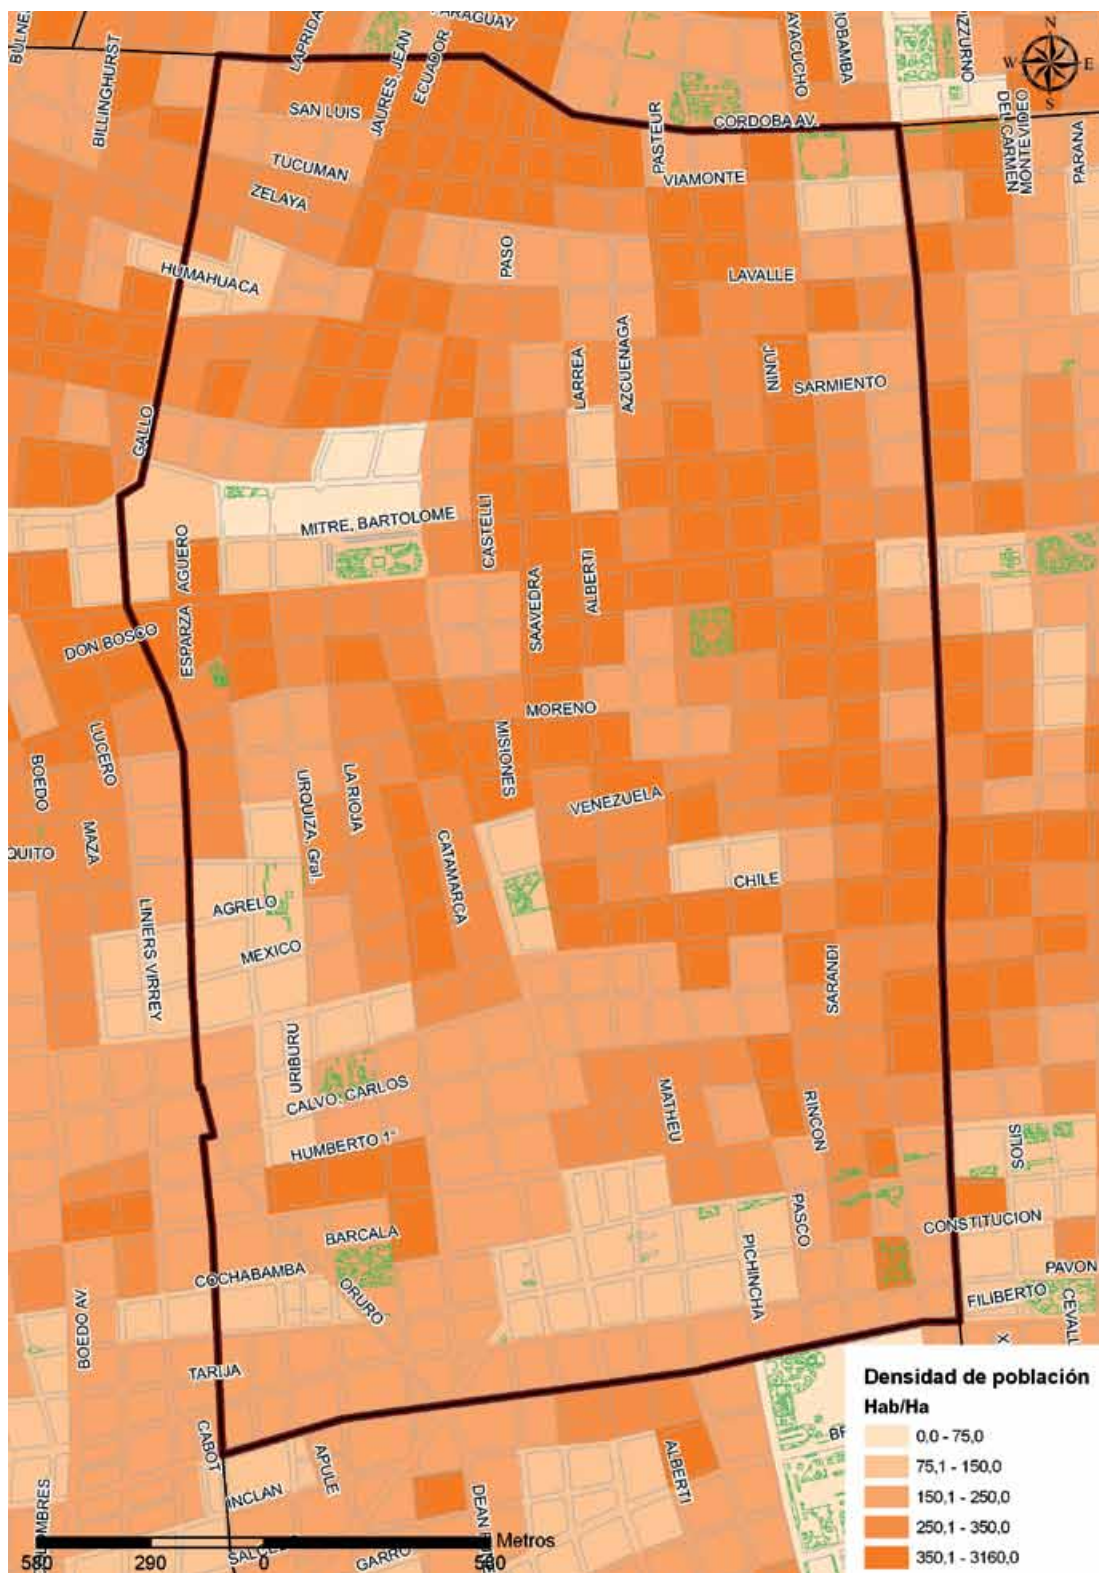 BULNE
BILLINGHURST
LAPRIDA
JAURES, JEAN
PARAGUAY
ECUADOR
AYACUCHO
IOBAMBA
PIZZURNO
N
W
E
S
SAN LUIS
PASTEUR
CORDOBA AV.
DEL CARMEN
MONTEVIDEO
PARANA
TUCUMAN
VIAMONTE
ZELAYA
HUMAHUACA
PASO
LAVALLE
LARREA
AZCUENAGA
JUNIN
SARMIENTO
GALLO
MITRE, BARTOLOME
CASTELLI
AGUERO
ESPARZA
SAAVEDRA
ALBERTI
DON BOSCO
MORENO
LUCERO
BOEDO
MISIONES
LA RIOJA
URQUIZA, Gral.
VENEZUELA
QUITO
MAZA
CATAMARCA
CHILE
AGRELO
LINIERS VIRREY
MEXICO
SARANDI
URIBURU
CALVO, CARLOS
MATHEU
RINCON
HUMBERTO 1°
SOLIS
BARCALA
PASCO
CONSTITUCION
COCHABAMBA
ORURO
PICHINCHA
PAVON
FILIBERTO
CEVALL
BOEDO AV.
TARIJA
X
CABOT
APULE
ALBERTI
INCLAN
DEAN
GARRO
Densidad de población
Hab/Ha
0,0 - 75,0
75,1 - 150,0
150,1 - 250,0
250,1 - 350,0
350,1 - 3160,0
Metros
580
290
0
580